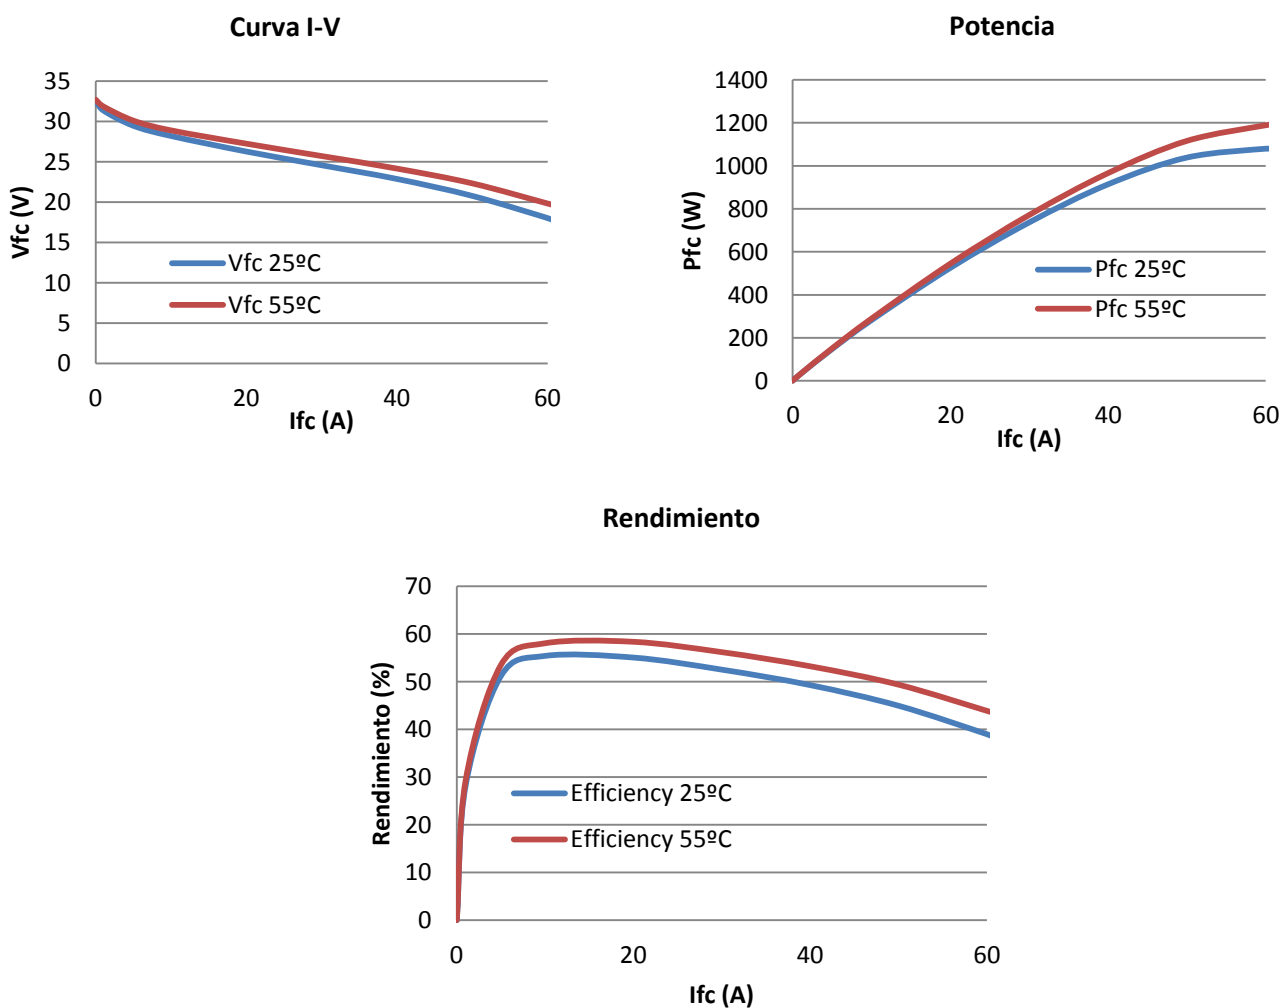 Curva I-V
35
30
25
20
15
10
5
0
Vfc (V)
Vfc 25ºC
Vfc 55ºC
0 20 40 60
Ifc (A)
Potencia
1400
1200
1000
800
600
400
200
0
Pfc (W)
Pfc 25ºC
Pfc 55ºC
0 20 40 60
Ifc (A)
Rendimiento
70
60
50
40
30
20
10
0
Rendimiento (%)
Efficiency 25ºC
Efficiency 55ºC
0 20 40 60
Ifc (A)